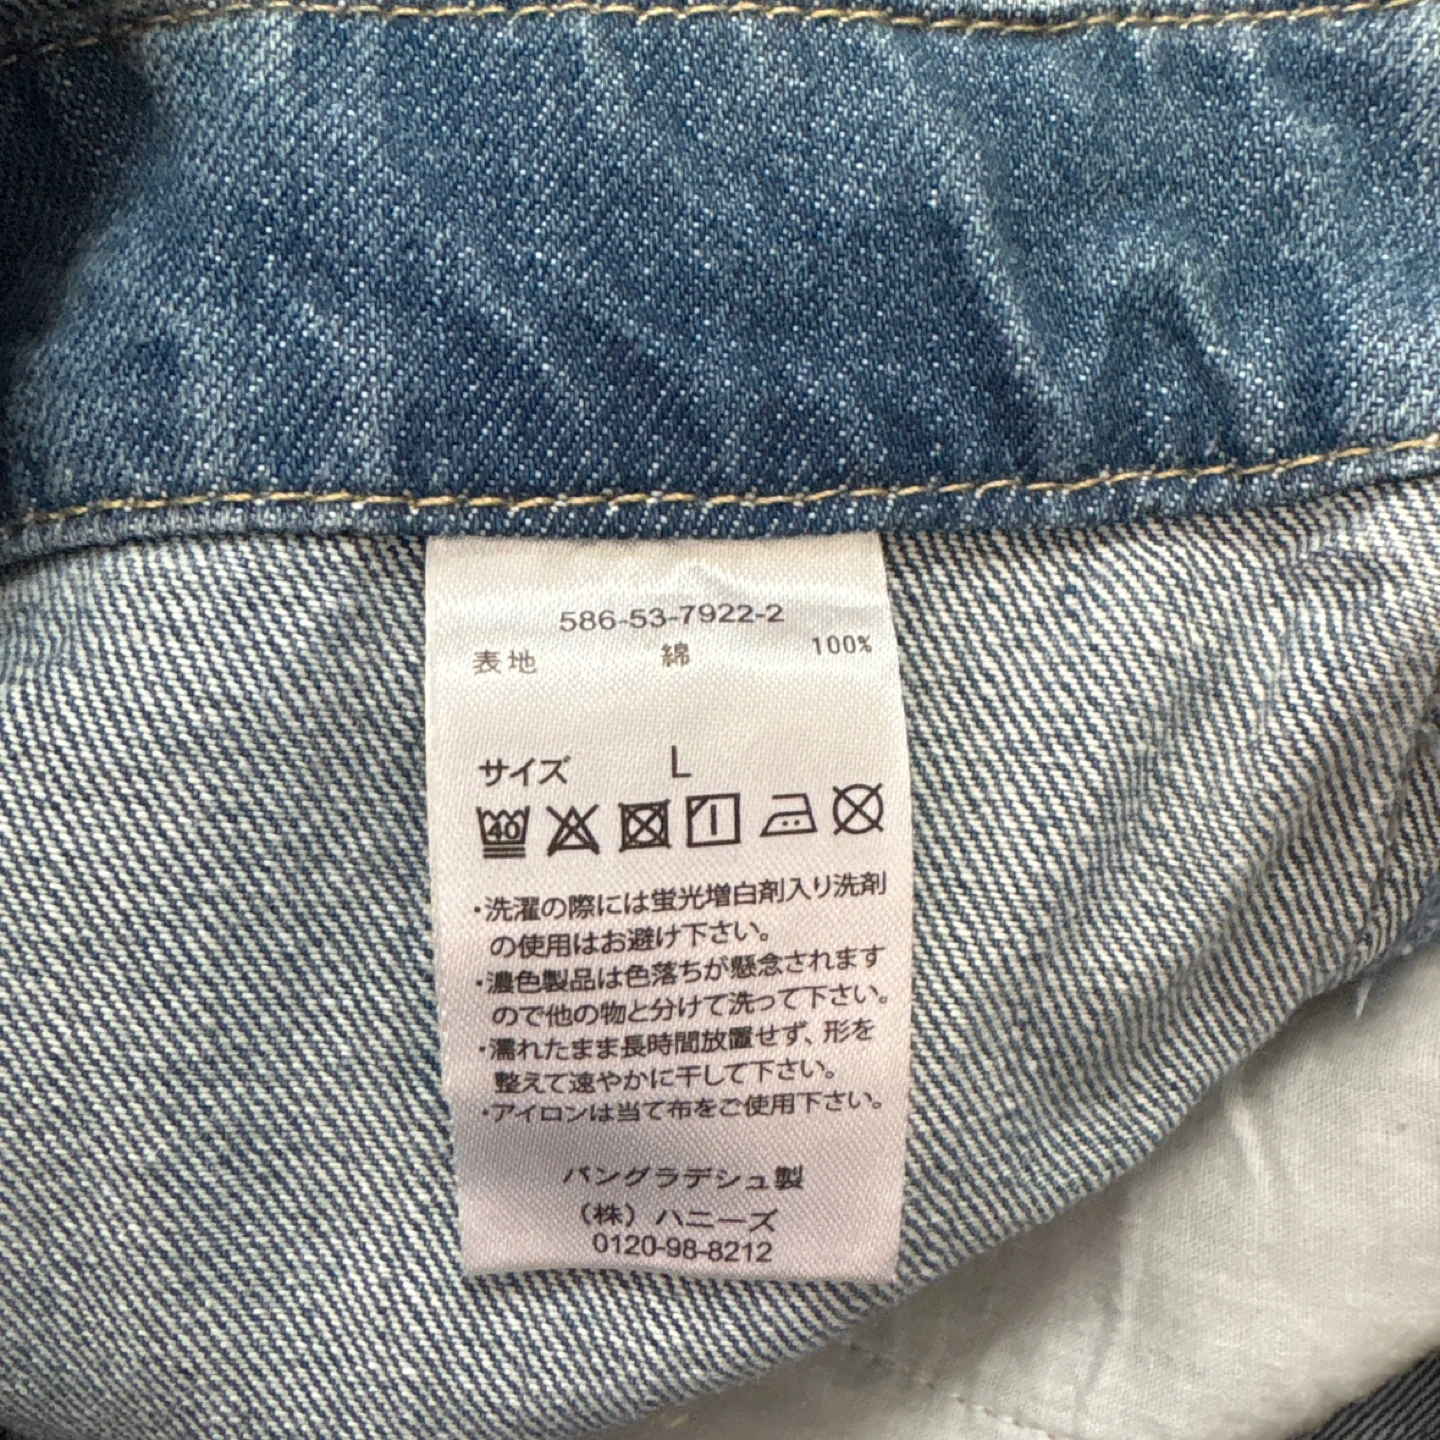 586-53-7922-2
表地 綿 100%
サイズ L
40
・洗濯の際には蛍光増白剤入り洗剤
の使用はお避け下さい。
・濃色製品は色落ちが懸念されます
ので他の物と分けて洗って下さい。
・濡れたまま長時間放置せず、形を
整えて速やかに干して下さい。
・アイロンは当て布をご使用下さい。
バングラデシュ製
（株）ハニーズ
0120-98-8212